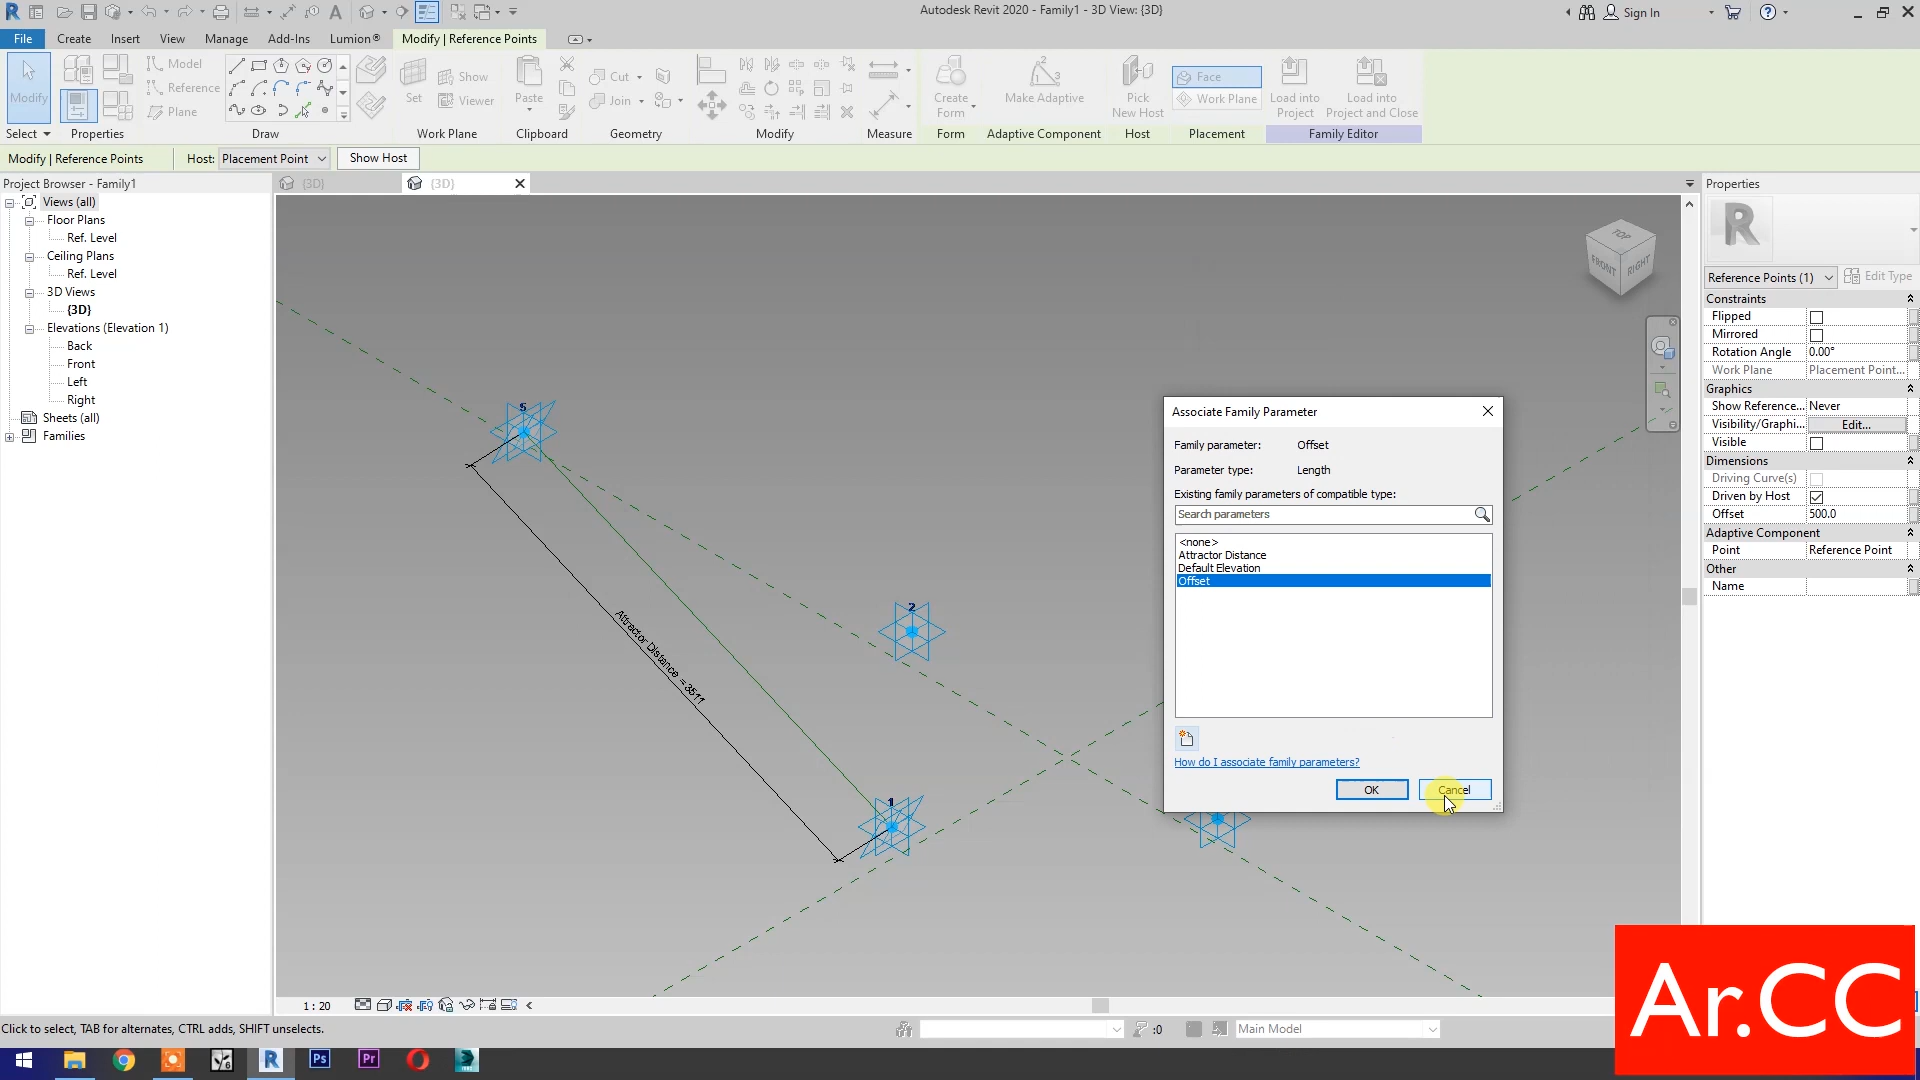 Autodesk Revit 2020 - Family1 - 3D View: {3D}
Sign In
File
Create
Insert
View
Manage
Add-Ins
Lumion®
Modify | Reference Points
Modify
Model
Reference
Plane
Set
Show
Viewer
Paste
Cut
Join
Create
Form
Make Adaptive
Pick
New Host
Face
Work Plane
Load into
Project
Load into
Project and Close
Select
Properties
Draw
Work Plane
Clipboard
Geometry
Modify
Measure
Form
Adaptive Component
Host
Placement
Family Editor
Modify | Reference Points
Host:
Placement Point
Show Host
Project Browser - Family1
{3D}
{3D}
Properties
Views (all)
Floor Plans
Ref. Level
Ceiling Plans
Ref. Level
3D Views
{3D}
Elevations (Elevation 1)
Back
Front
Left
Right
Sheets (all)
Families
TOP
FRONT
RIGHT
5
2
1
Attractor Distance = 3511
Associate Family Parameter
Family parameter:
Offset
Parameter type:
Length
Existing family parameters of compatible type:
Search parameters
<none>
Attractor Distance
Default Elevation
Offset
How do I associate family parameters?
OK
Cancel
Reference Points (1)
Edit Type
Constraints
Flipped
Mirrored
Rotation Angle
0.00°
Work Plane
Placement Point...
Graphics
Show Reference...
Never
Visibility/Graphi...
Edit...
Visible
Dimensions
Driving Curve(s)
Driven by Host
Offset
500.0
Adaptive Component
Point
Reference Point
Other
Name
1 : 20
Click to select, TAB for alternates, CTRL adds, SHIFT unselects.
:0
Main Model
Ar.CC
Ps
Pr